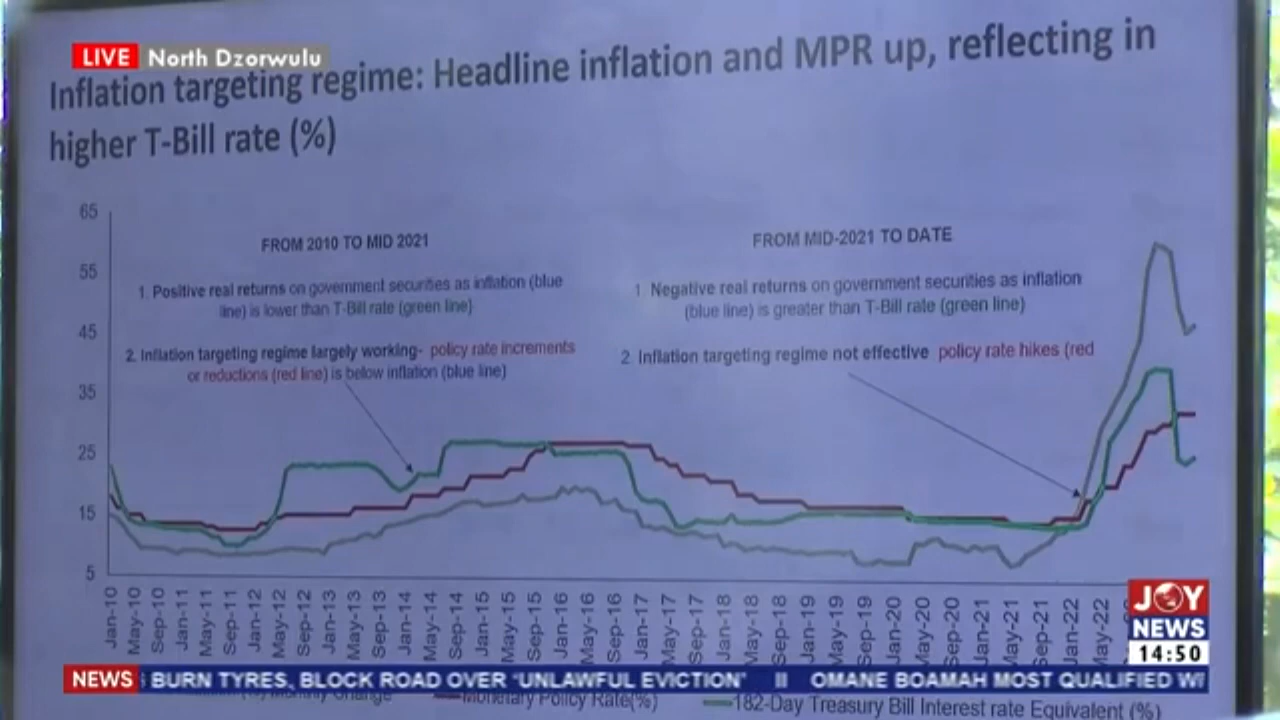 LIVE North Dzorwulu
Inflation targeting regime: Headline inflation and MPR up, reflecting in
higher T-Bill rate (%)
65
55
45
35
25
15
5
FROM 2010 TO MID 2021
1. Positive real returns on government securities as inflation (blue
line) is lower than T-Bill rate (green line)
2. Inflation targeting regime largely working- policy rate increments
or reductions (red line) is below inflation (blue line)
FROM MID-2021 TO DATE
1 Negative real returns on government securities as inflation
(blue line) is greater than T-Bill rate (green line)
2 Inflation targeting regime not effective policy rate hikes (red
Jan-10
May-10
Sep-10
Jan-11
May-11
Sep-11
Jan-12
May-12
Sep-12
Jan-13
May-13
Sep-13
Jan-14
May-14
Sep-14
Jan-15
May-15
Sep-15
Jan-16
May-16
Sep-16
Jan-17
May-17
Sep-17
Jan-18
May-18
Sep-18
Jan-19
May-19
Sep-19
Jan-20
May-20
Sep-20
Jan-21
May-21
Sep-21
Jan-22
May-22
JOY
NEWS
14:50
NEWS BURN TYRES, BLOCK ROAD OVER 'UNLAWFUL EVICTION" II OMANE BOAMAH MOST QUALIFIED
Monetary Policy Rate(%)
182-Day Treasury Bill Interest rate Equivalent (%)